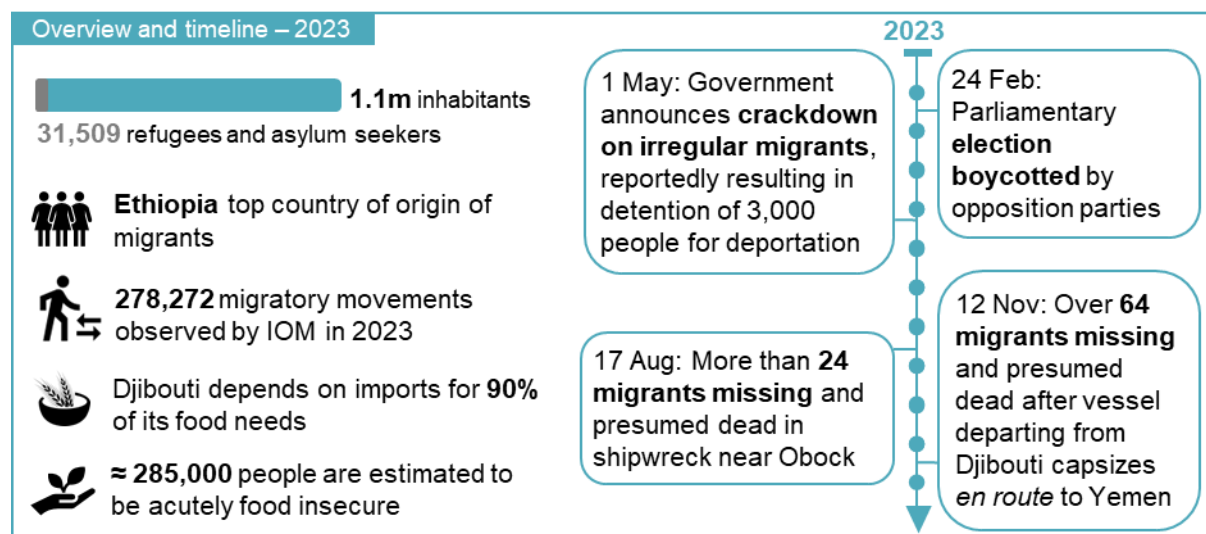 Overview and timeline – 2023
1.1m inhabitants
31,509 refugees and asylum seekers
Ethiopia top country of origin of
migrants
278,272 migratory movements
observed by IOM in 2023
Djibouti depends on imports for 90%
of its food needs
≈ 285,000 people are estimated to
be acutely food insecure
2023
24 Feb:
Parliamentary
election
boycotted by
opposition parties
1 May: Government
announces crackdown
on irregular migrants,
reportedly resulting in
detention of 3,000
people for deportation
17 Aug: More than 24
migrants missing and
presumed dead in
shipwreck near Obock
12 Nov: Over 64
migrants missing
and presumed
dead after vessel
departing from
Djibouti capsizes
en route to Yemen